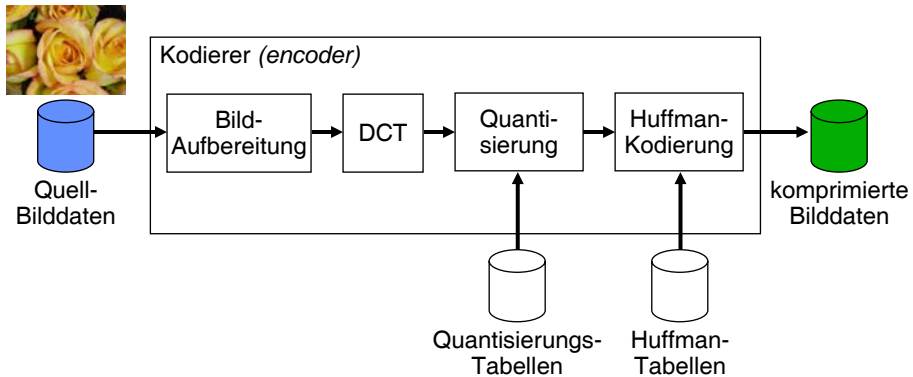 Kodierer (encoder)
Bild-
Aufbereitung
DCT
Quanti-
sierung
Huffman-
Kodierung
Quell-
Bilddaten
komprimierte
Bilddaten
Quantisierungs-
Tabellen
Huffman-
Tabellen